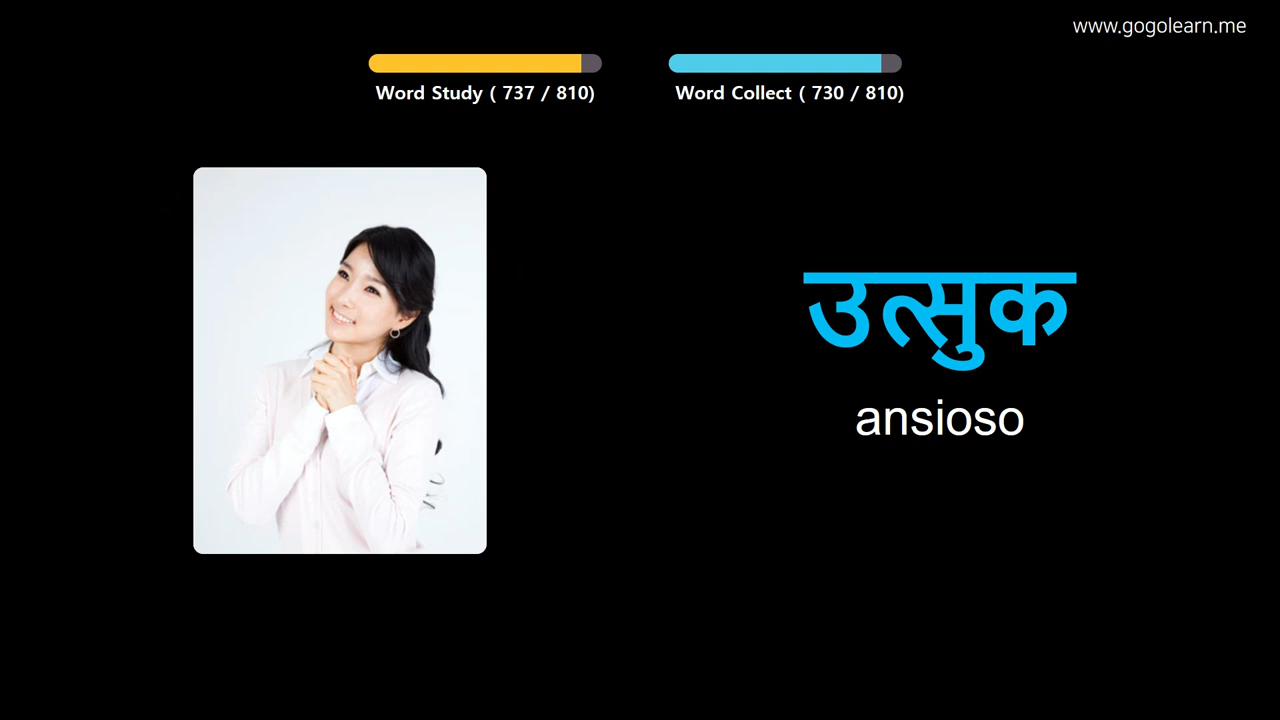 www.gogolearn.me
Word Study ( 737 / 810)
Word Collect ( 730 / 810)
उत्सुक
ansioso